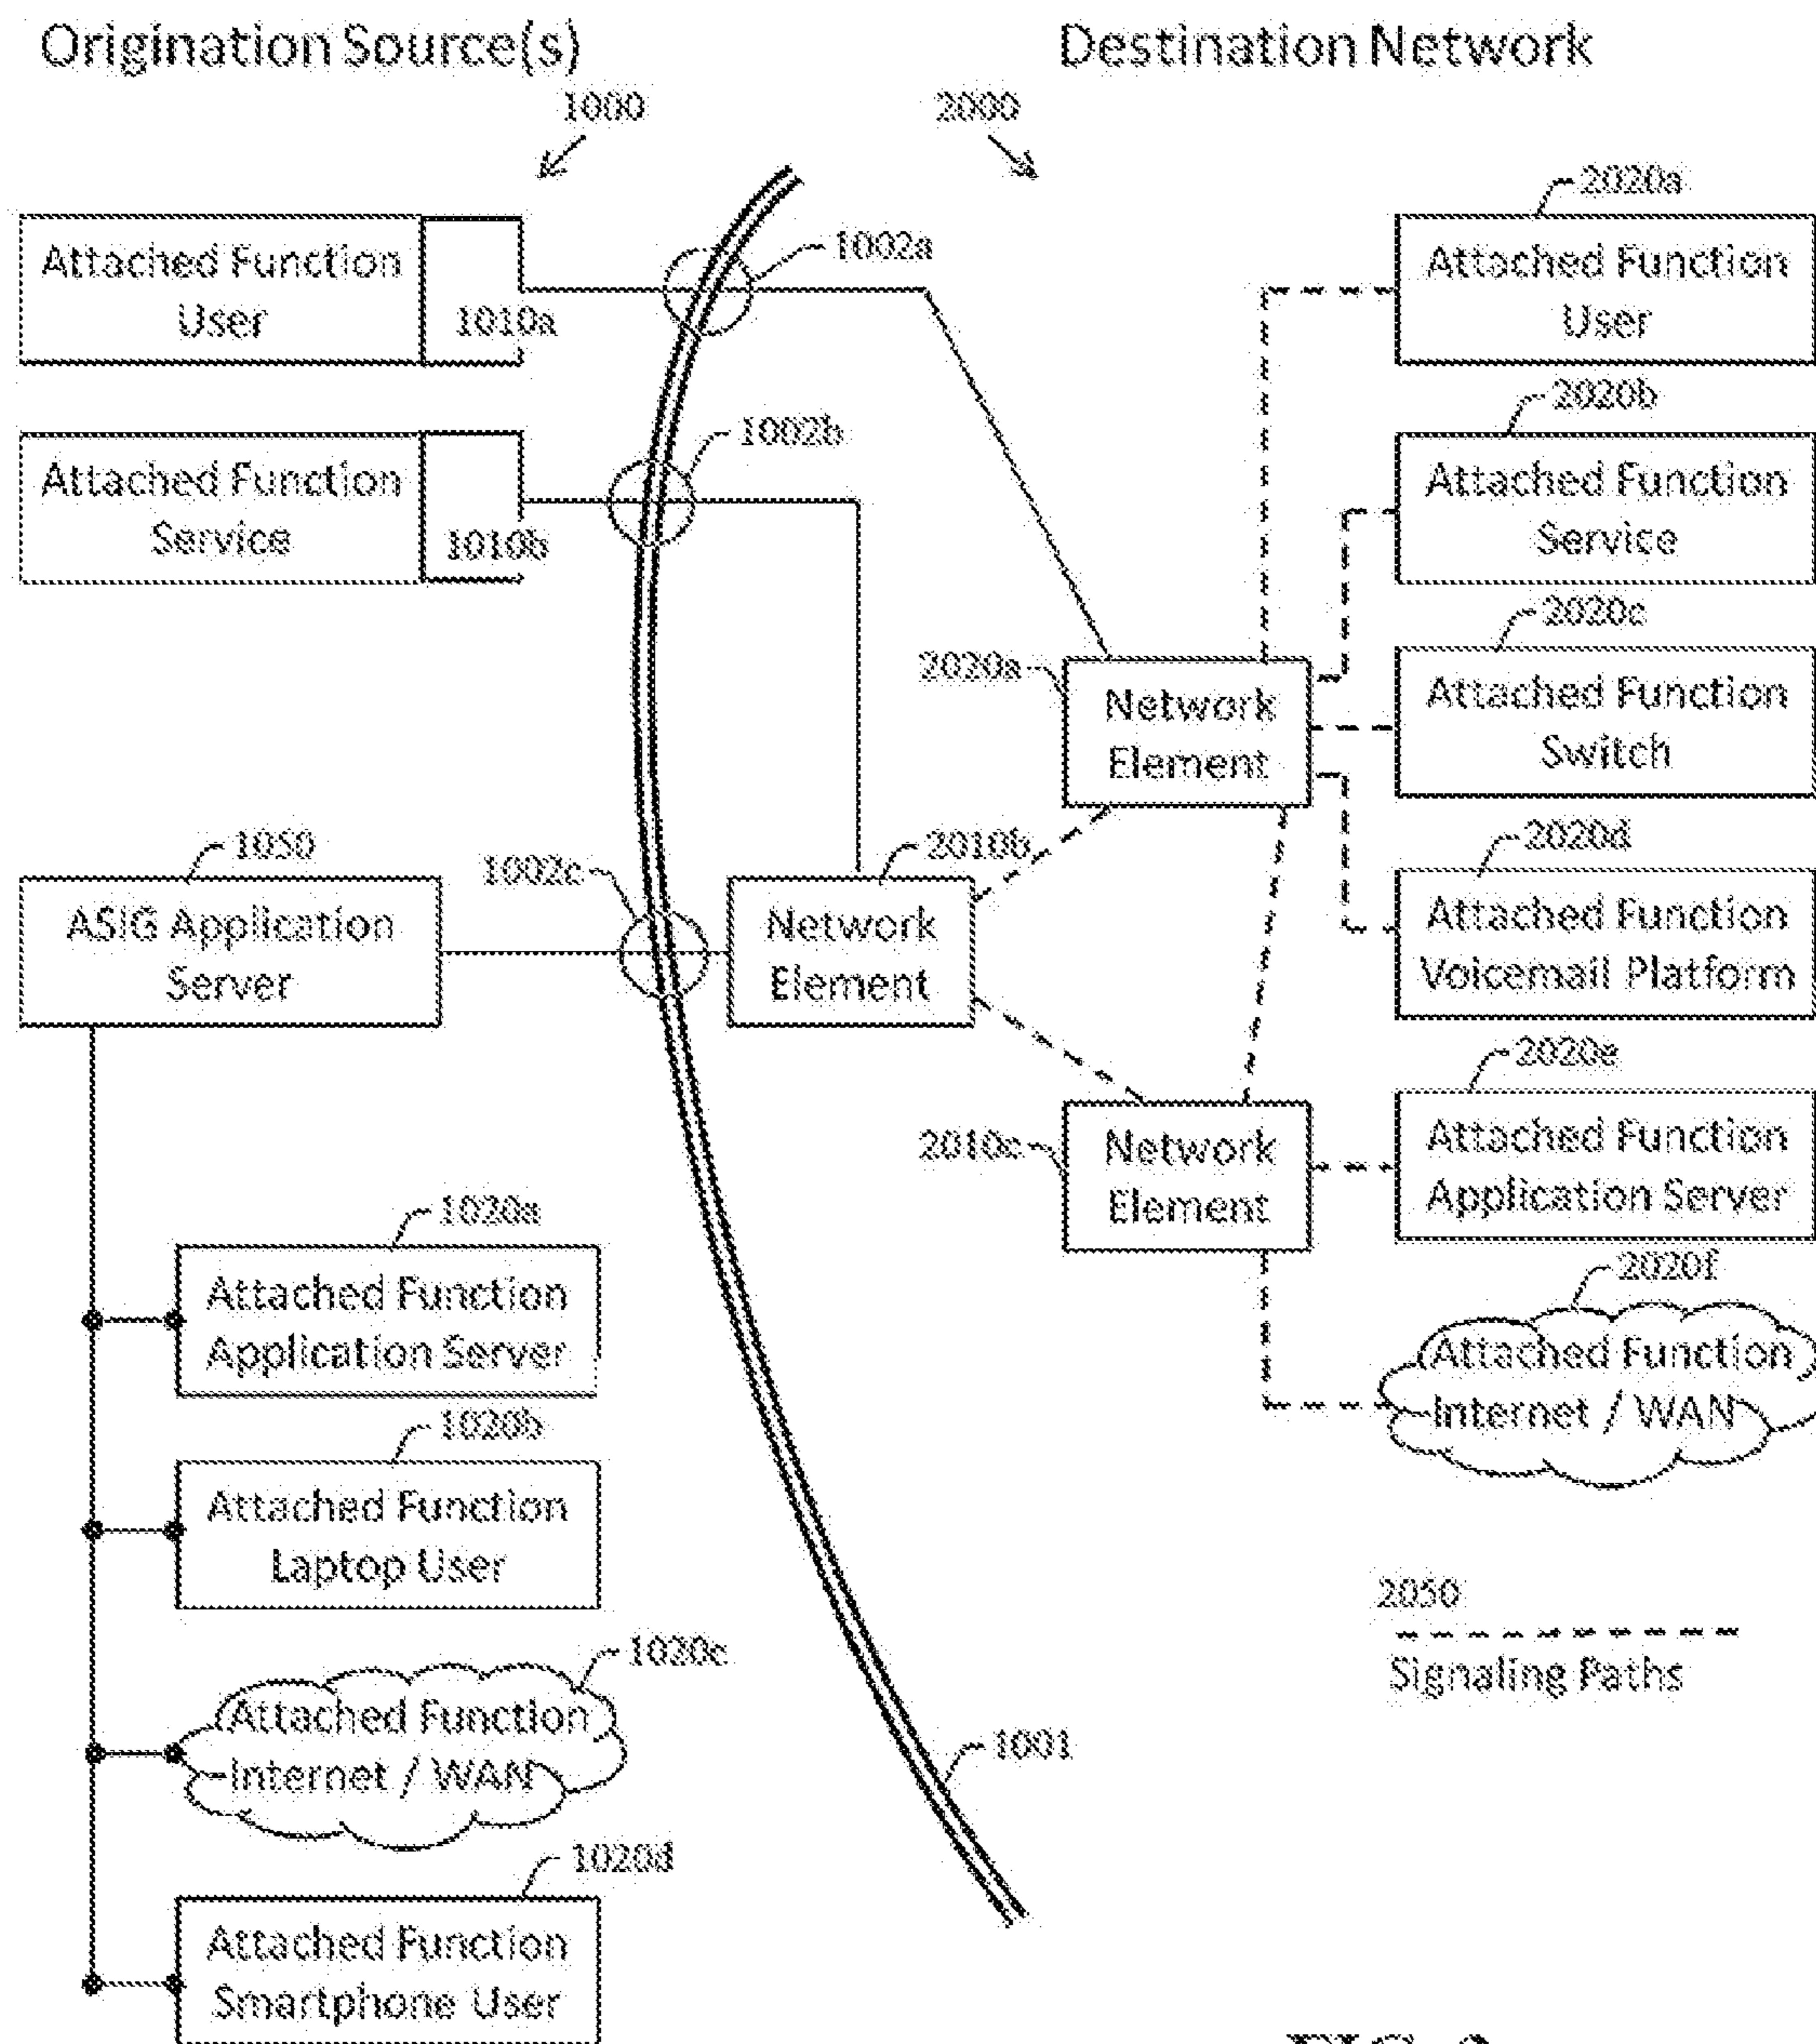 Origination Source(s)
Destination Network
1000
2000
2020a
Attached Function
User
1010a
1002a
Attached Function
User
2020b
1002b
Attached Function
Service
1010b
Attached Function
Service
2020c
2020a
Network
Element
Attached Function
Switch
1050
1002c
2010b
2020d
ASIG Application
Server
Network
Element
Attached Function
Voicemail Platform
2020e
2010c
Network
Element
Attached Function
Application Server
1020a
2020f
Attached Function
Application Server
Attached Function
Internet / WAN
1020b
Attached Function
Laptop User
2050
Signaling Paths
1020c
Attached Function
Internet / WAN
1001
1020d
Attached Function
Smartphone User